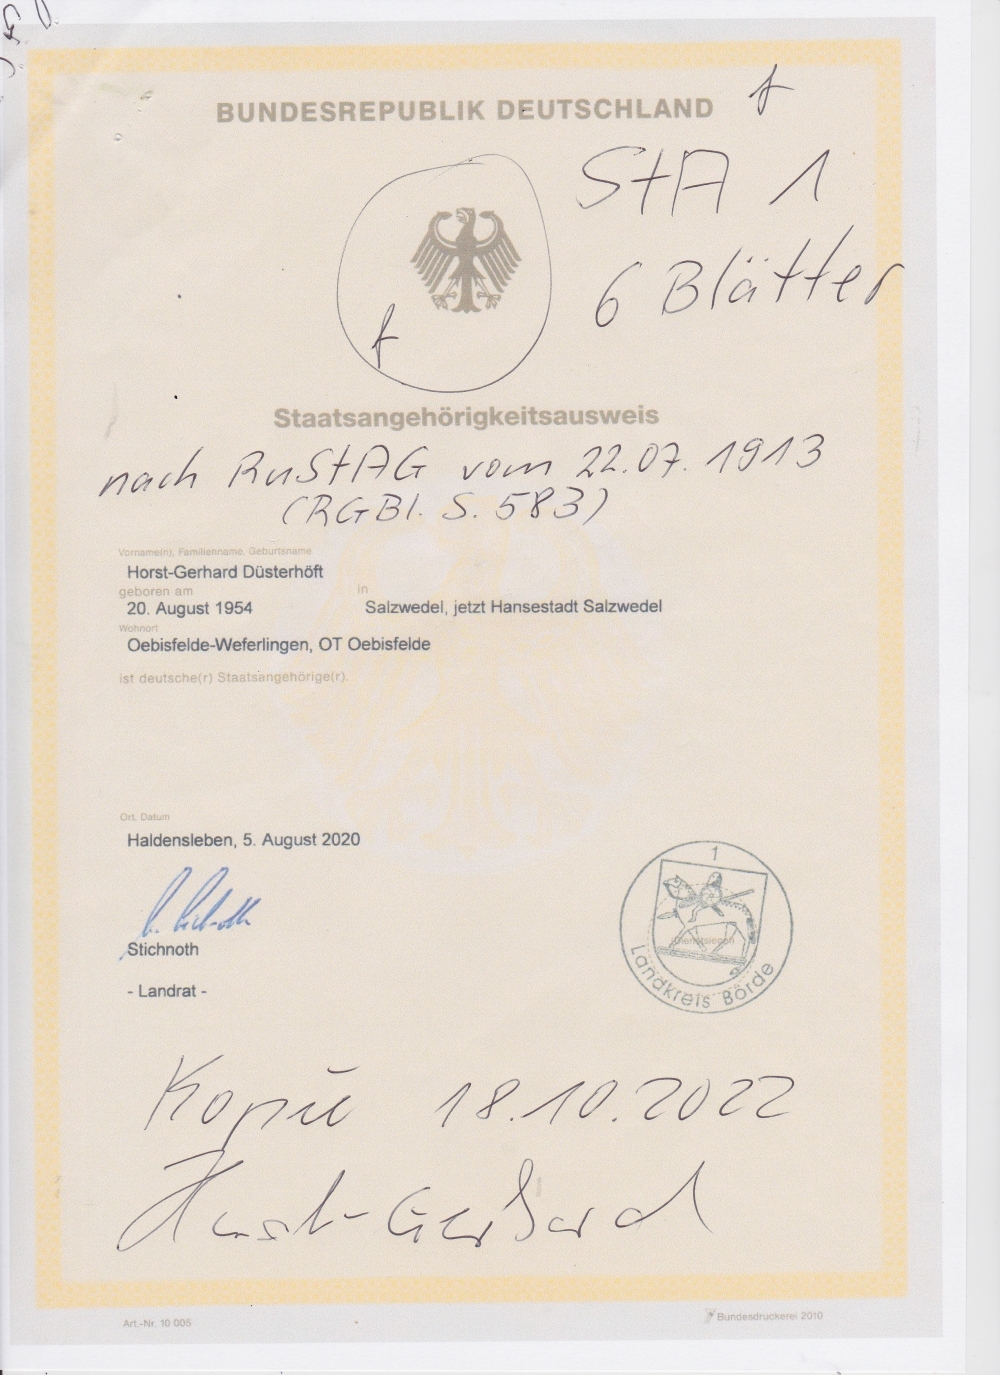 BUNDESREPUBLIK DEUTSCHLAND
f
StA 1
6 Blätter
f
Staatsangehörigkeitsausweis
nach RuStAG vom 22.07.1913
(RGBl. S. 583)
Vorname(n), Familienname, Geburtsname
Horst-Gerhard Düsterhöft
geboren am in
20. August 1954 Salzwedel, jetzt Hansestadt Salzwedel
Wohnort
Oebisfelde-Weferlingen, OT Oebisfelde
ist deutsche(r) Staatsangehörige(r).
Ort, Datum
Haldensleben, 5. August 2020
Stichnoth
- Landrat -
1
Dienstsiegel
Landkreis Börde
Kopie 18.10.2022
Horst-Gerhard
Art.-Nr. 10 005
Bundesdruckerei 2010